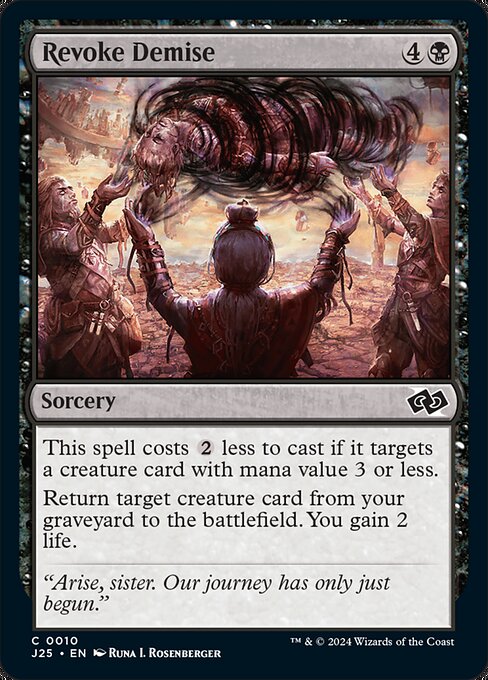 Revoke Demise 4
Sorcery
This spell costs 2 less to cast if it targets
a creature card with mana value 3 or less.
Return target creature card from your
graveyard to the battlefield. You gain 2
life.
“Arise, sister. Our journey has only just
begun.”
C 0010
J25 • EN Runa I. Rosenberger
™ & © 2024 Wizards of the Coast